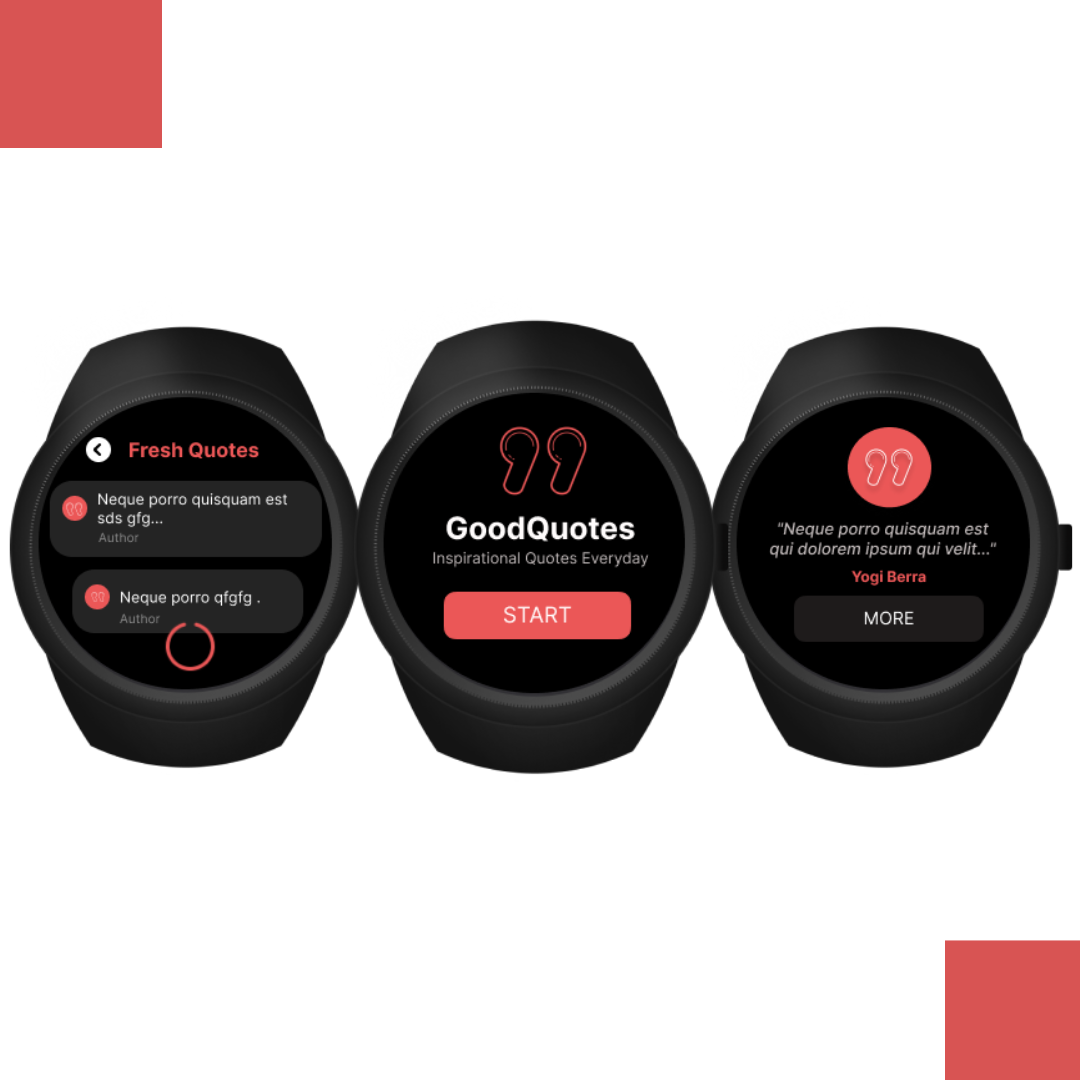 Fresh Quotes
Neque porro quisquam est
sds gfg...
Author
Neque porro qfgfg .
Author
GoodQuotes
Inspirational Quotes Everyday
START
"Neque porro quisquam est
qui dolorem ipsum qui velit..."
Yogi Berra
MORE